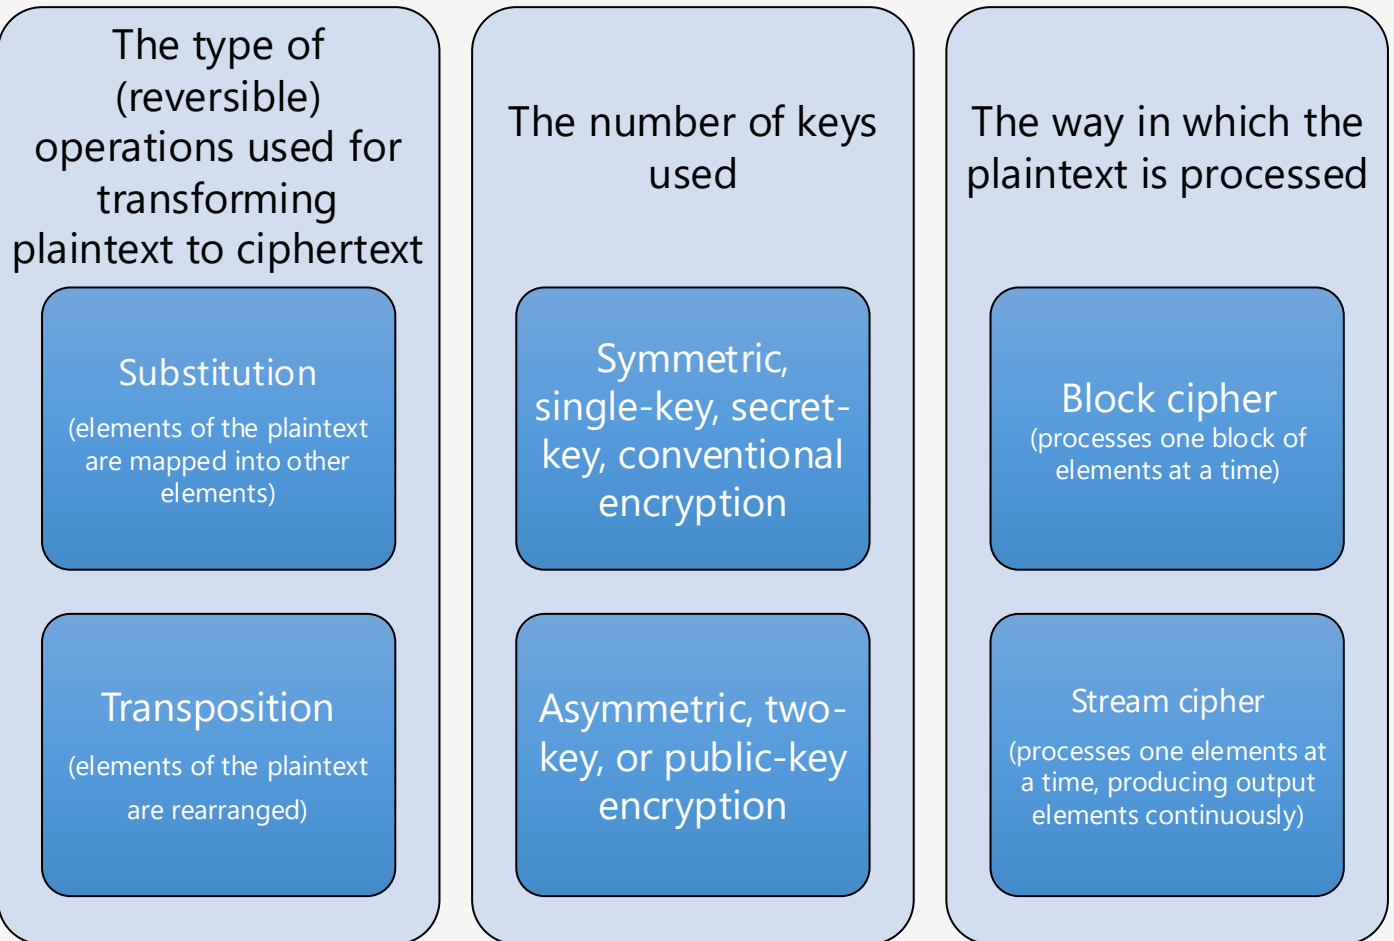 The type of
(reversible)
operations used for
transforming
plaintext to ciphertext
Substitution
(elements of the plaintext
are mapped into other
elements)
Transposition
(elements of the plaintext
are rearranged)
The number of keys
used
Symmetric,
single-key, secret-
key, conventional
encryption
Asymmetric, two-
key, or public-key
encryption
The way in which the
plaintext is processed
Block cipher
(processes one block of
elements at a time)
Stream cipher
(processes one elements at
a time, producing output
elements continuously)